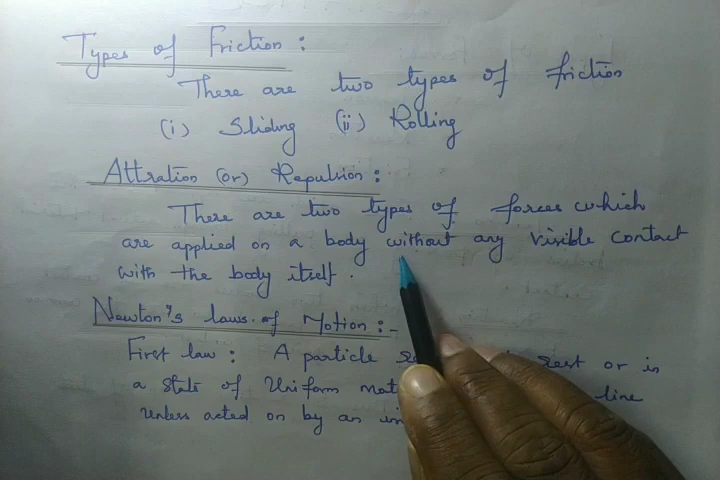 Types of Friction :
There are two types of friction
(i) Sliding (ii) Rolling
Attration (or) Repulsion :
There are two types of forces which
are applied on a body without any visible contact
with the body itself .
Newton's laws of Motion :-
First law : A particle rest or in
a state of Uniform line
unless acted on by an